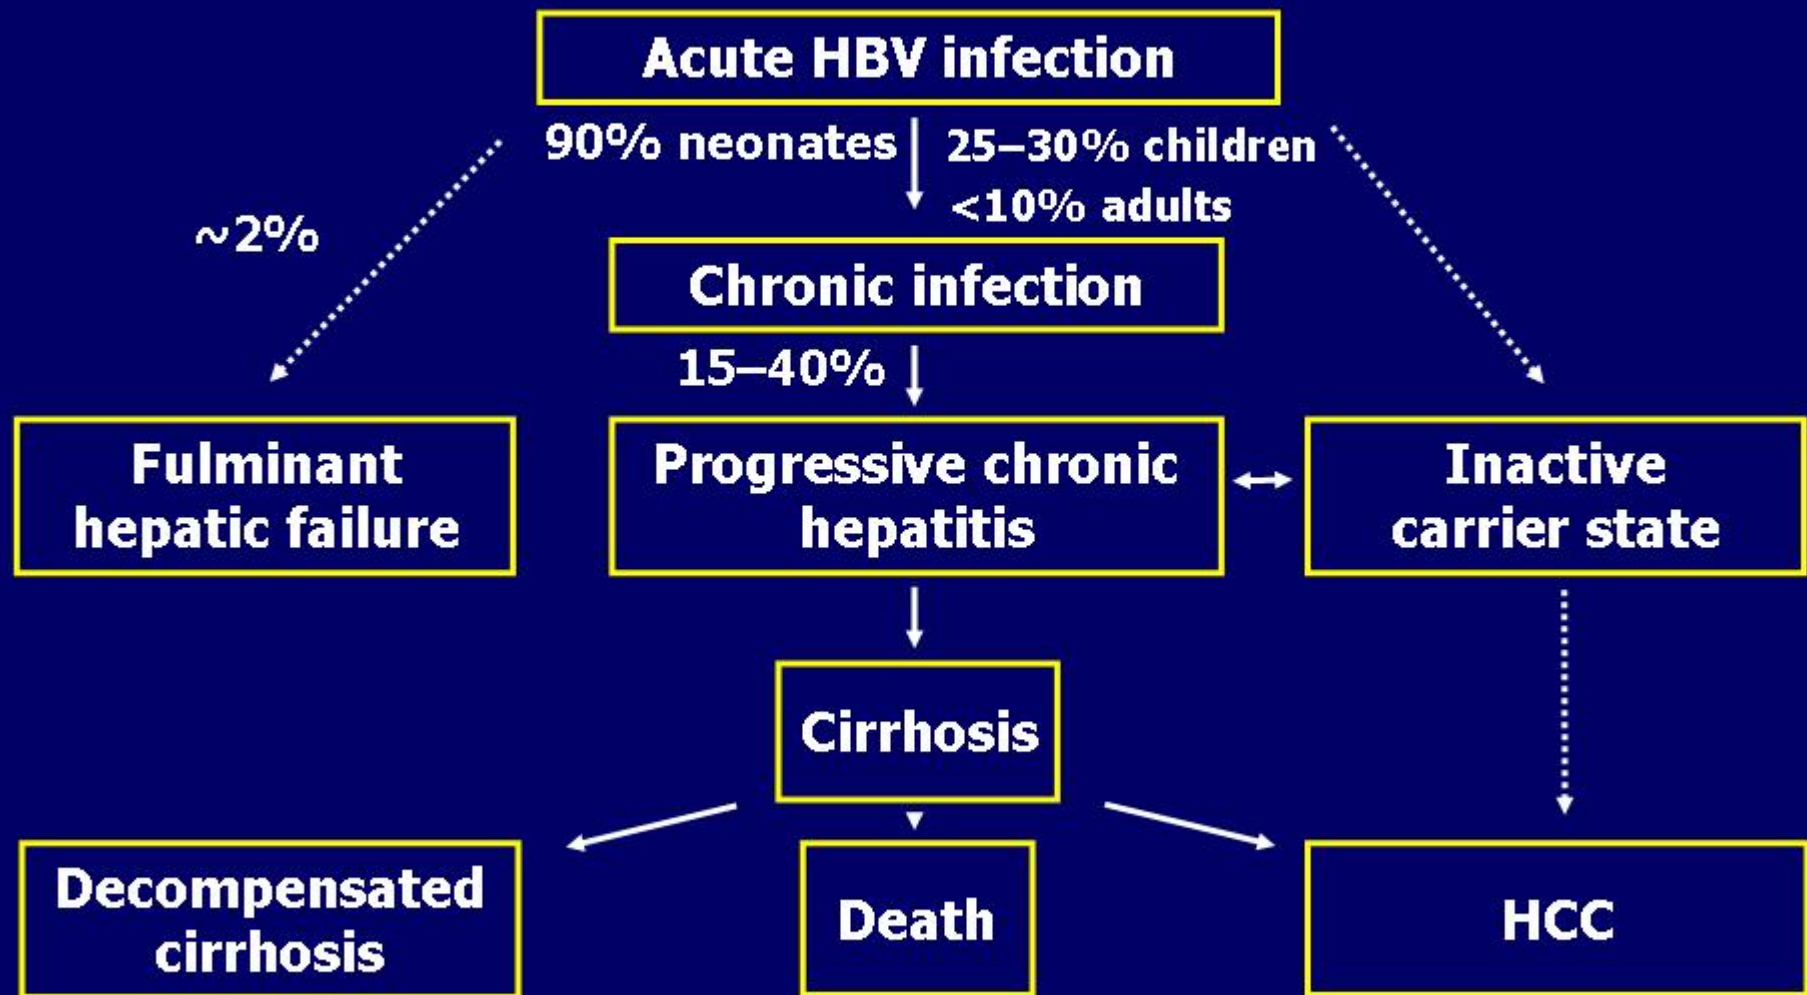 Acute HBV infection
90% neonates
25–30% children
<10% adults
~2%
Chronic infection
15–40%
Fulminant
hepatic failure
Progressive chronic
hepatitis
Inactive
carrier state
Cirrhosis
Decompensated
cirrhosis
Death
HCC